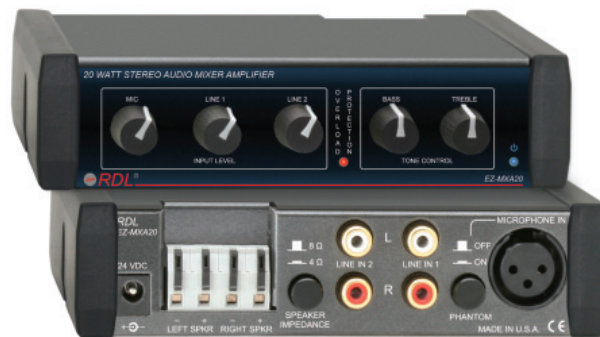 20 WATT STEREO AUDIO MIXER AMPLIFIER
MIC
LINE 1
LINE 2
INPUT LEVEL
OVERLOAD
PROTECTION
BASS
TREBLE
TONE CONTROL
RDL®
EZ-MXA20
RDL
EZ-MXA20
24 VDC
− + − +
LEFT SPKR RIGHT SPKR
8 Ω
4 Ω
SPEAKER
IMPEDANCE
L
LINE IN 2
LINE IN 1
R
MICROPHONE IN
OFF
ON
PHANTOM
MADE IN U.S.A. CE